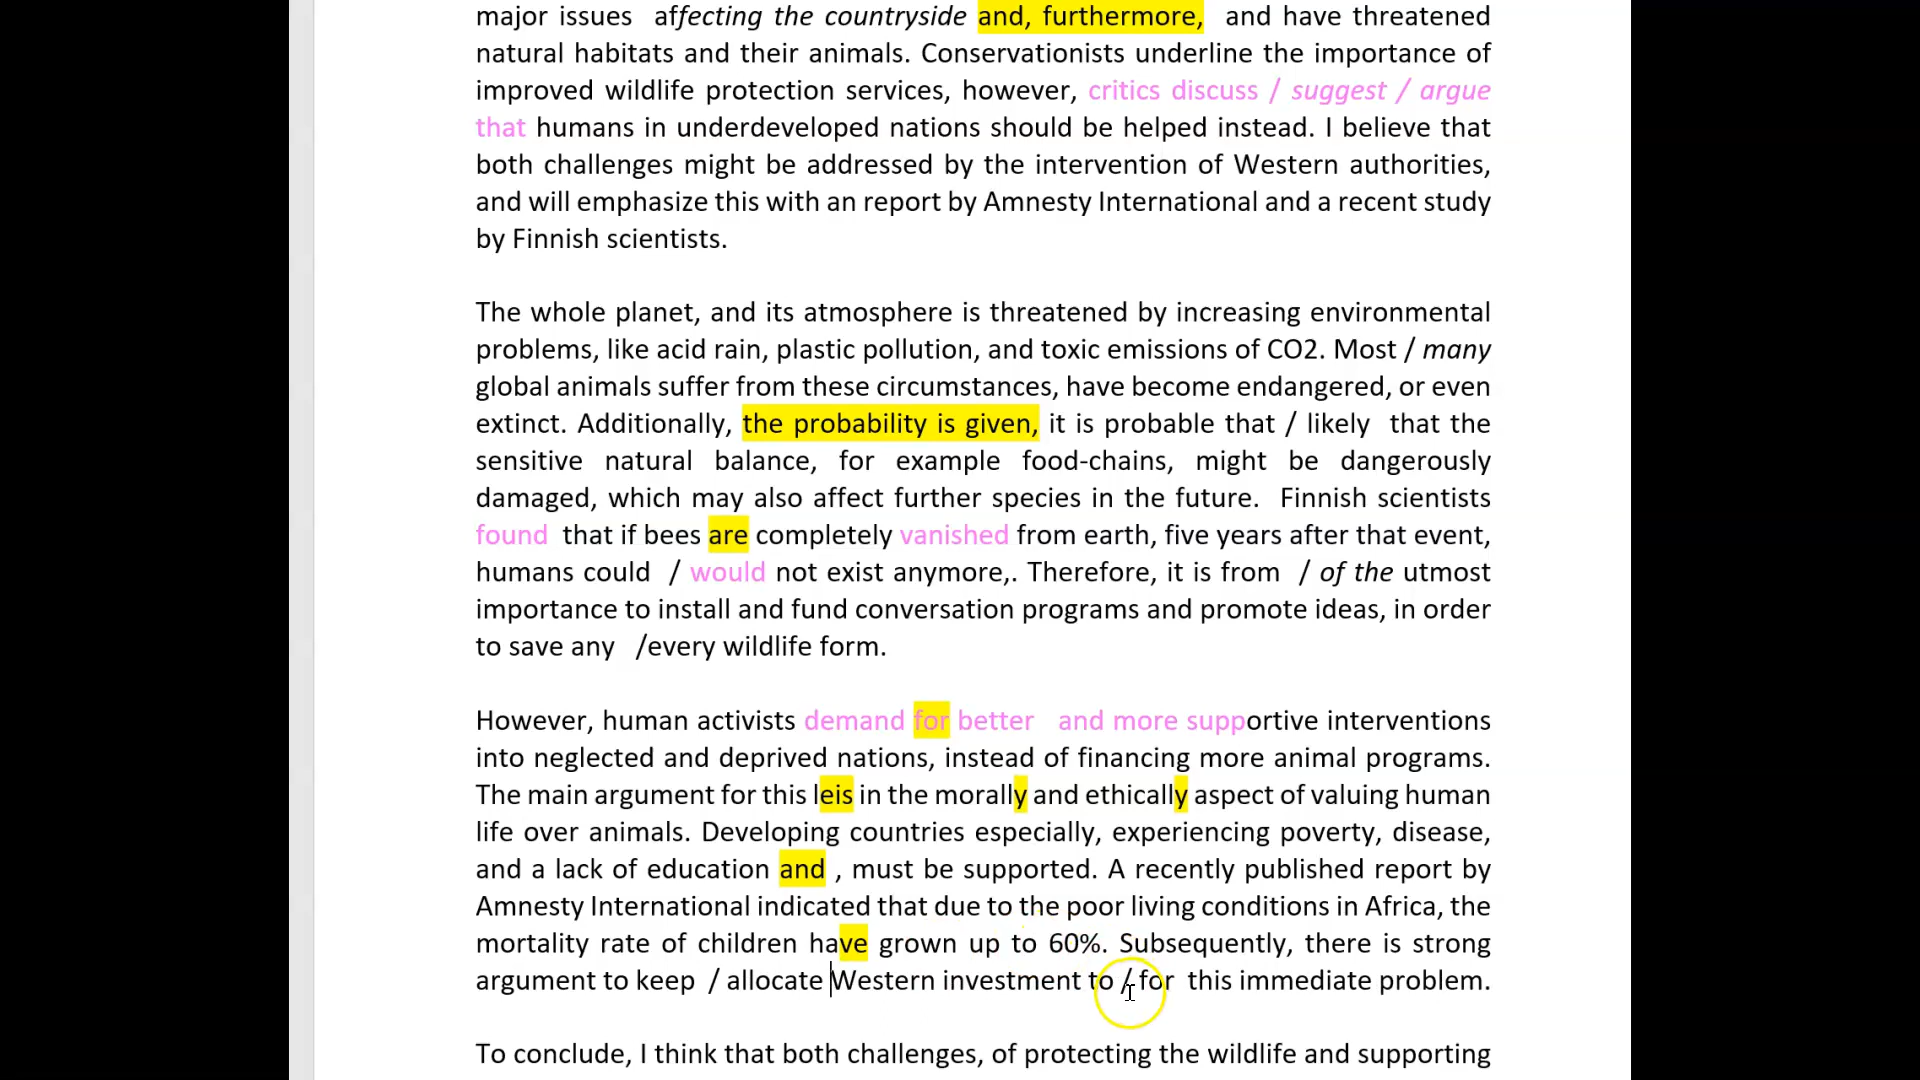 major issues affecting the countryside and, furthermore, and have threatened
natural habitats and their animals. Conservationists underline the importance of
improved wildlife protection services, however, critics discuss / suggest / argue
that humans in underdeveloped nations should be helped instead. I believe that
both challenges might be addressed by the intervention of Western authorities,
and will emphasize this with an report by Amnesty International and a recent study
by Finnish scientists.
The whole planet, and its atmosphere is threatened by increasing environmental
problems, like acid rain, plastic pollution, and toxic emissions of CO2. Most / many
global animals suffer from these circumstances, have become endangered, or even
extinct. Additionally, the probability is given, it is probable that / likely that the
sensitive natural balance, for example food-chains, might be dangerously
damaged, which may also affect further species in the future. Finnish scientists
found that if bees are completely vanished from earth, five years after that event,
humans could / would not exist anymore,. Therefore, it is from / of the utmost
importance to install and fund conversation programs and promote ideas, in order
to save any /every wildlife form.
However, human activists demand for better and more supportive interventions
into neglected and deprived nations, instead of financing more animal programs.
The main argument for this leis in the morally and ethically aspect of valuing human
life over animals. Developing countries especially, experiencing poverty, disease,
and a lack of education and , must be supported. A recently published report by
Amnesty International indicated that due to the poor living conditions in Africa, the
mortality rate of children have grown up to 60%. Subsequently, there is strong
argument to keep / allocate Western investment to / for this immediate problem.
To conclude, I think that both challenges, of protecting the wildlife and supporting